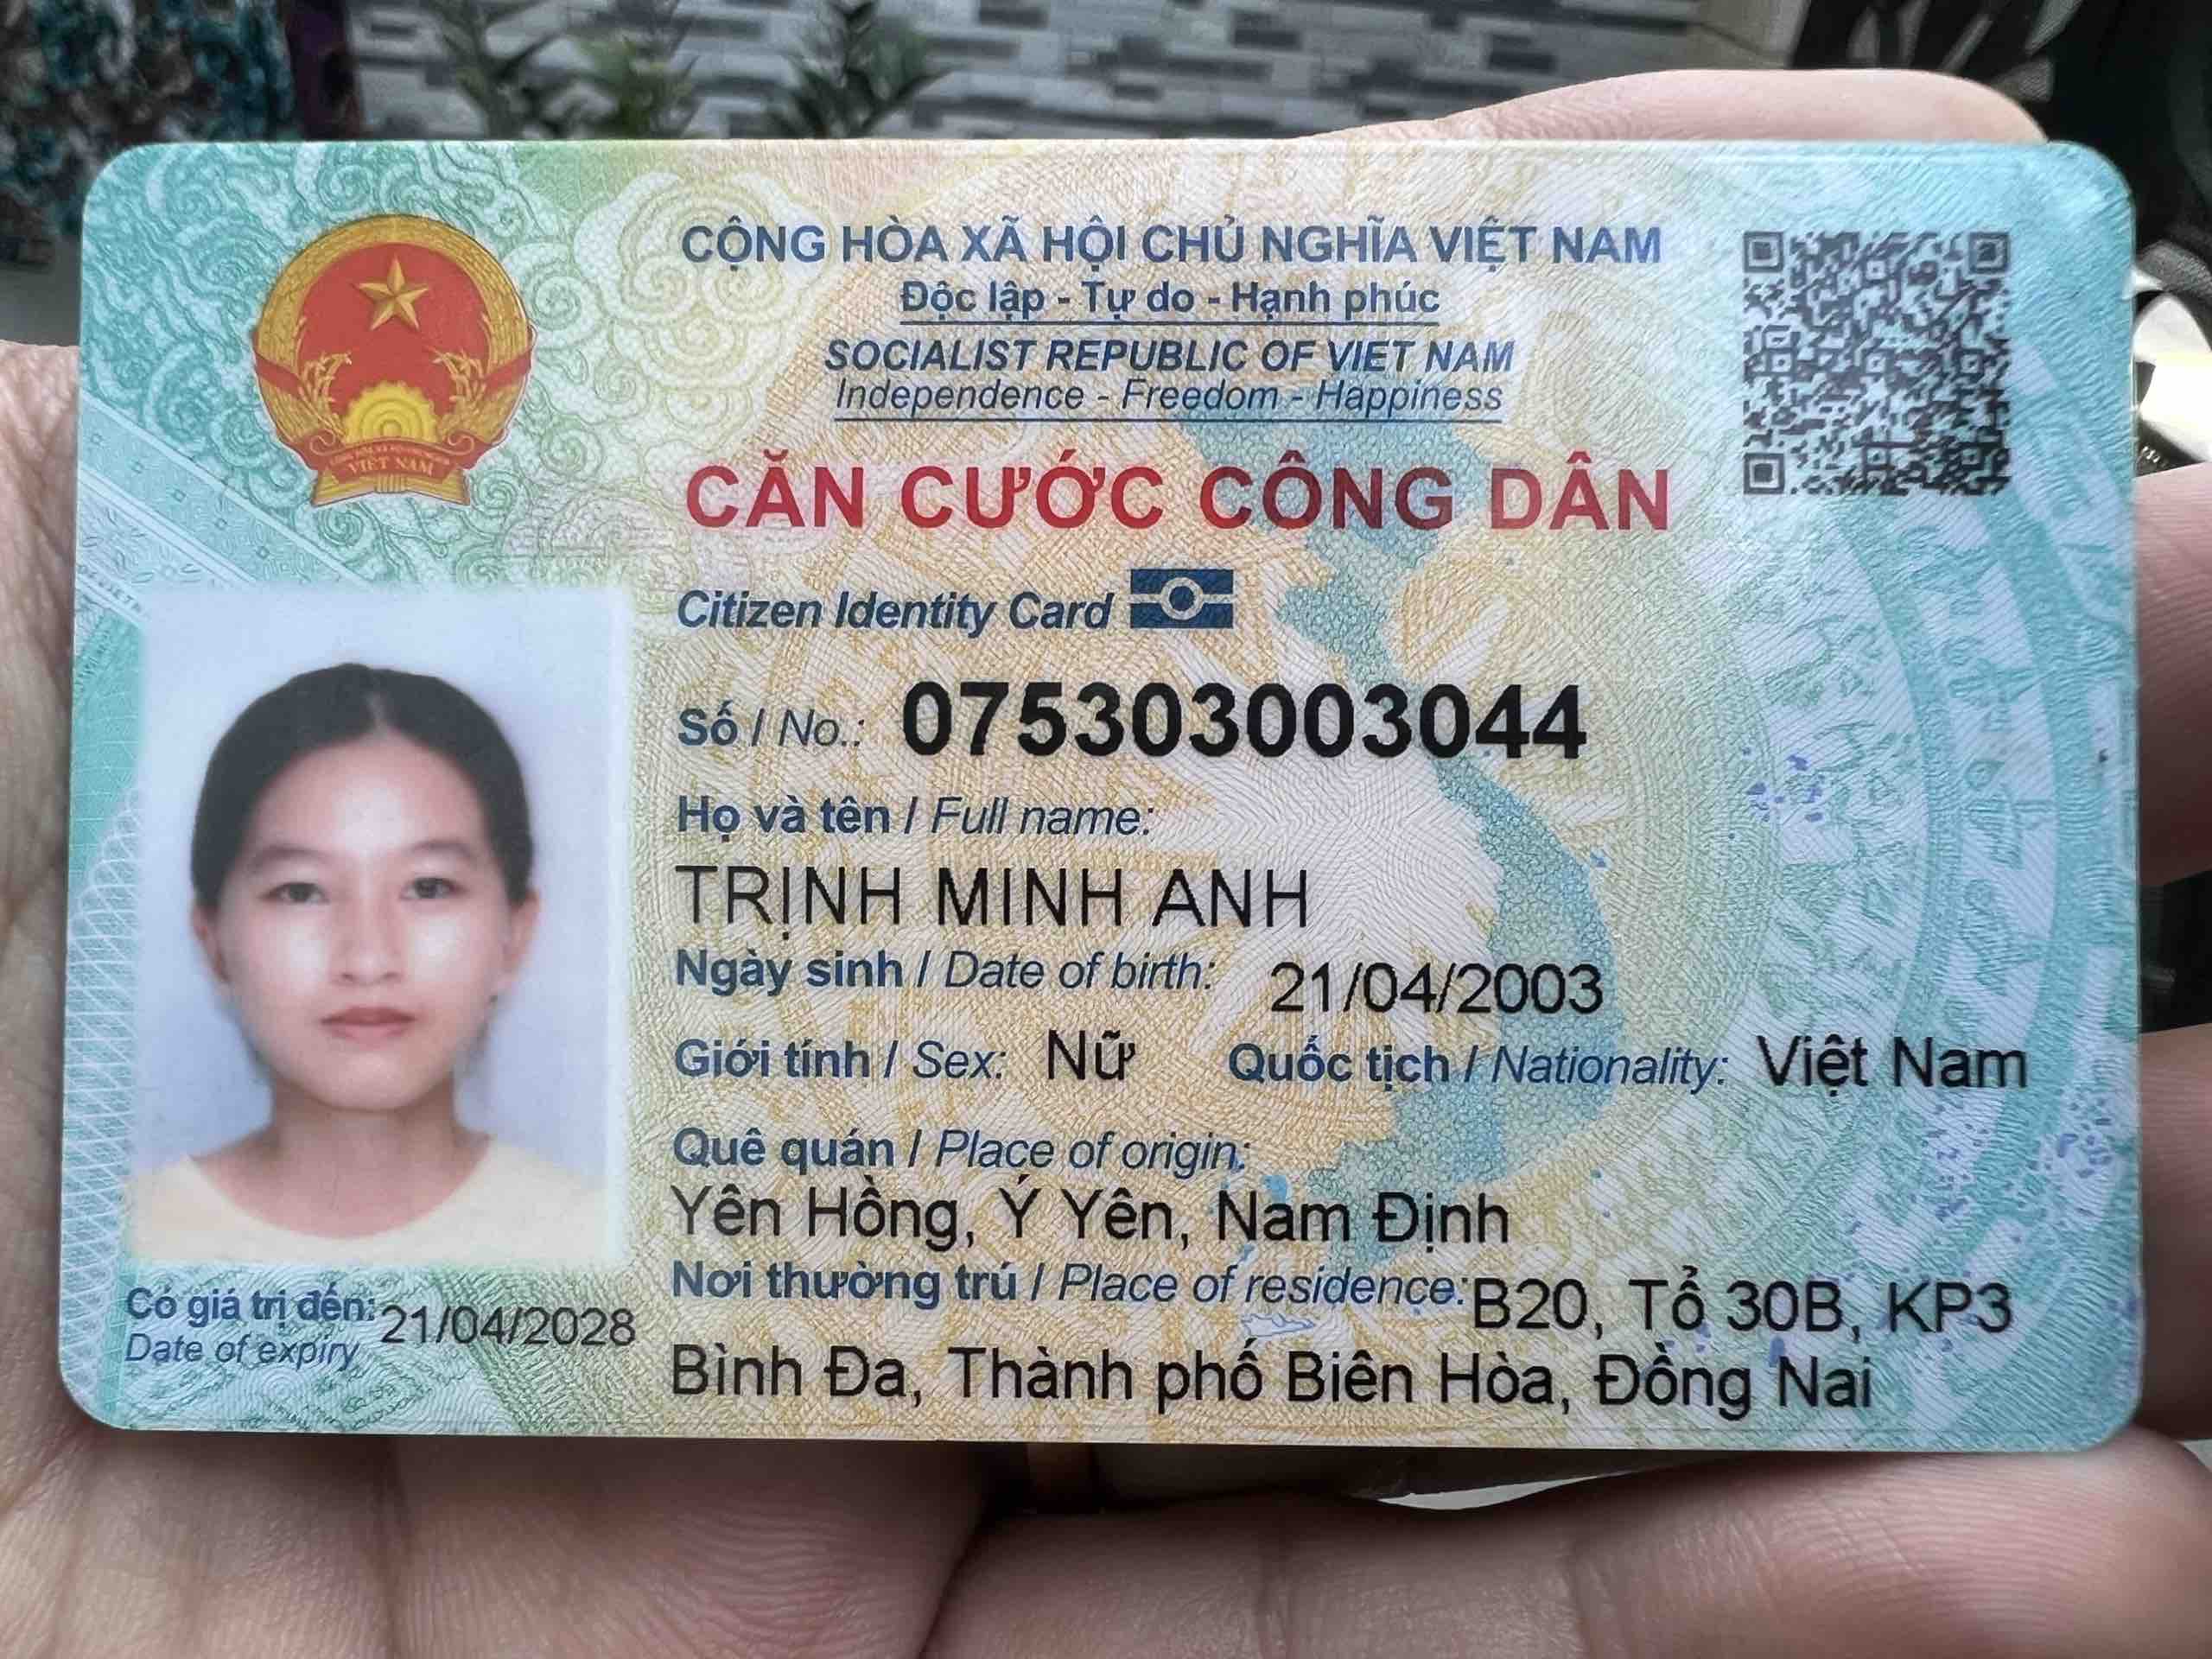 CỘNG HÒA XÃ HỘI CHỦ NGHĨA VIỆT NAM
Độc lập - Tự do - Hạnh phúc
SOCIALIST REPUBLIC OF VIET NAM
Independence - Freedom - Happiness
VIỆT NAM
CĂN CƯỚC CÔNG DÂN
Citizen Identity Card
Số / No.: 075303003044
Họ và tên / Full name:
TRỊNH MINH ANH
Ngày sinh / Date of birth: 21/04/2003
Giới tính / Sex: Nữ Quốc tịch / Nationality: Việt Nam
Quê quán / Place of origin:
Yên Hồng, Ý Yên, Nam Định
Nơi thường trú / Place of residence: B20, Tổ 30B, KP3
Bình Đa, Thành phố Biên Hòa, Đồng Nai
Có giá trị đến: 21/04/2028
Date of expiry